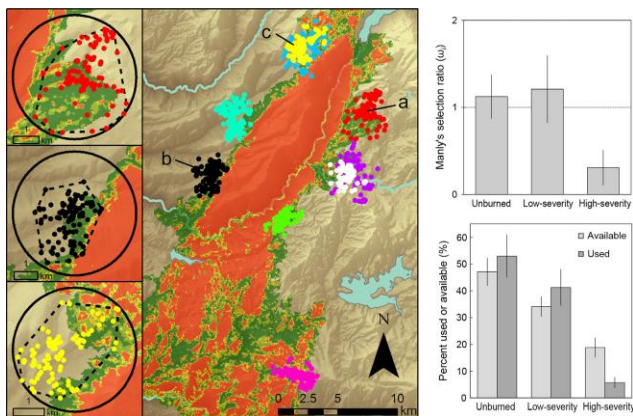 1
km
1
km
1
km
c
a
b
N
0 2.5 5 10
km
Manly's selection ratio (ωi)
2
1
0
Unburned Low-severity High-severity
Percent used or available (%)
60
50
40
30
20
10
0
Available
Used
Unburned Low-severity High-severity